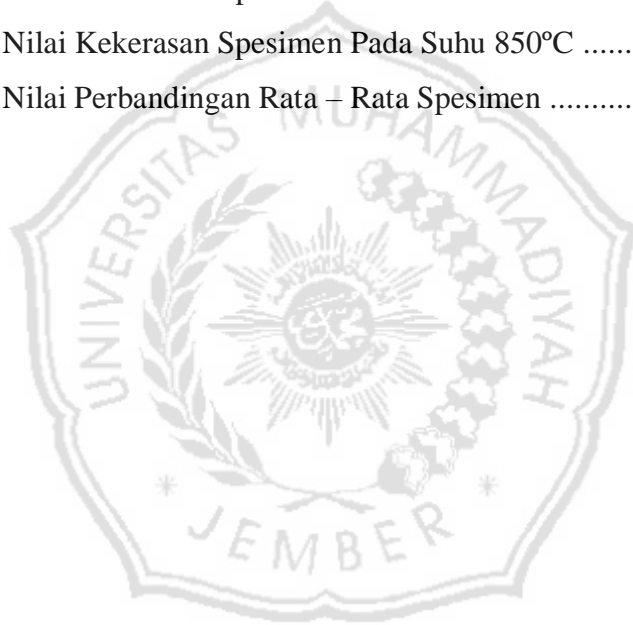 Nilai Kekerasan Spesimen Pada Suhu 850ºC ......
Nilai Perbandingan Rata – Rata Spesimen ..........
UNIVERSITAS MUHAMMADIYAH
* JEMBER *